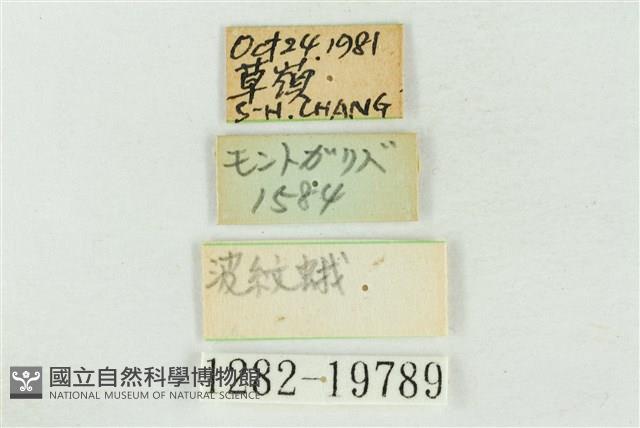 Oct 24.1981
草嶺
S-H.CHANG
モントガリバ
1584
波紋蛾
1282-19789
國立自然科學博物館
NATIONAL MUSEUM OF NATURAL SCIENCE